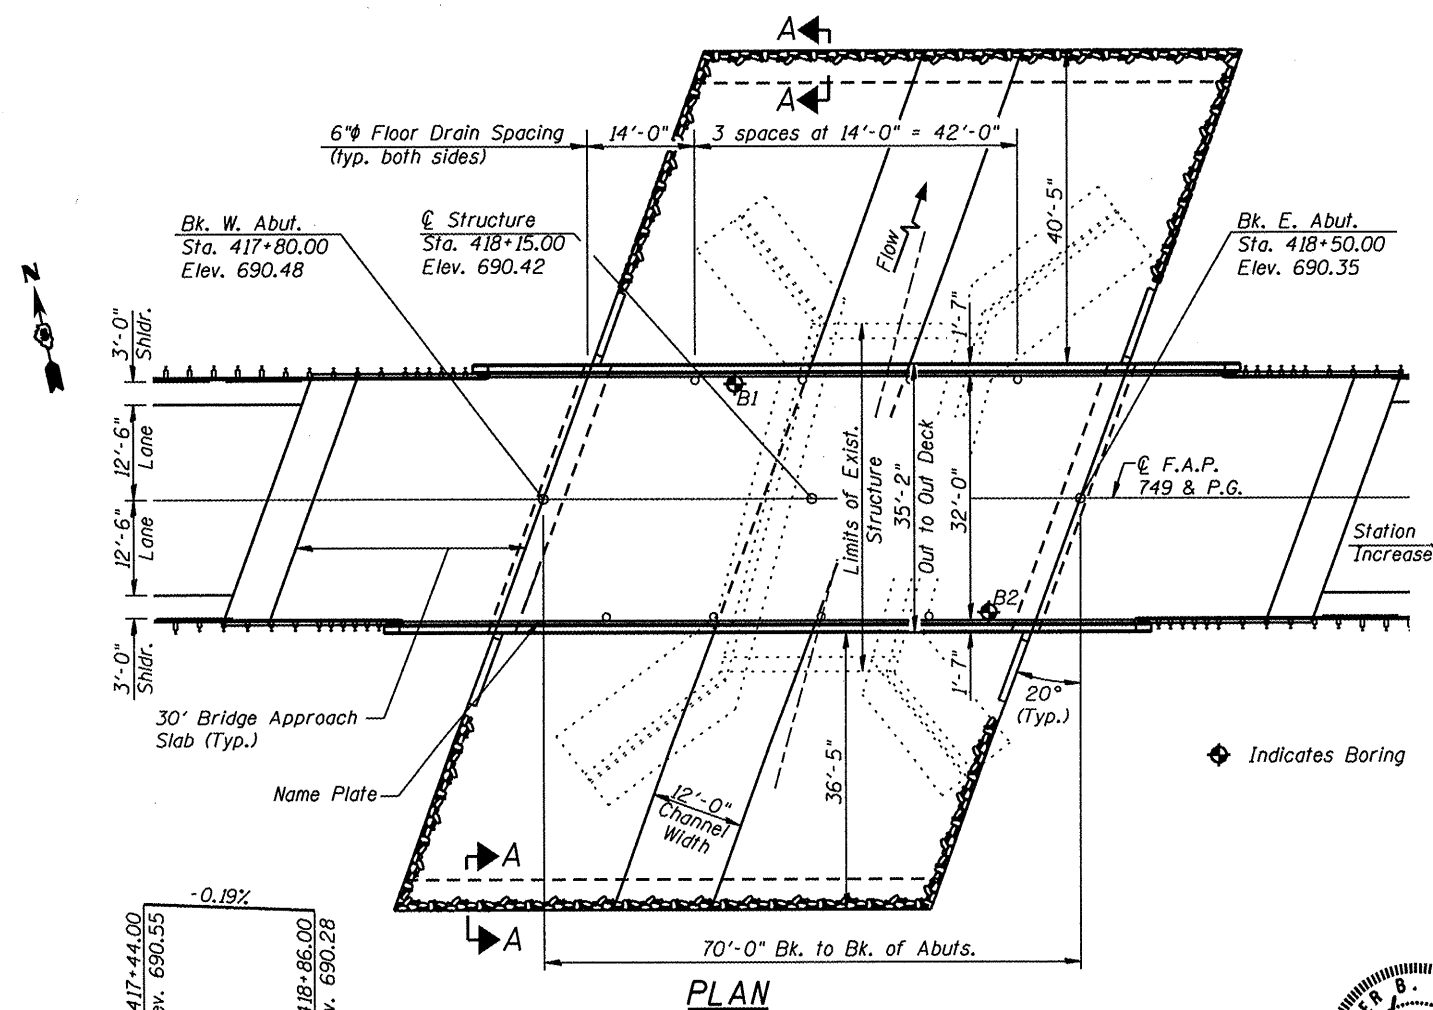 A
A
6"ϕ Floor Drain Spacing
(typ. both sides)
14'-0"
3 spaces at 14'-0" = 42'-0"
40'-5"
Bk. W. Abut.
Sta. 417+80.00
Elev. 690.48
℄ Structure
Sta. 418+15.00
Elev. 690.42
Flow
Bk. E. Abut.
Sta. 418+50.00
Elev. 690.35
N
3'-0"
Shldr.
1'-7"
B1
12'-6"
Lane
12'-6"
Lane
Limits of Exist.
Structure
35'-2"
Out to Out Deck
32'-0"
℄ F.A.P.
749 & P.G.
Station
Increase
B2
3'-0"
Shldr.
1'-7"
20°
(Typ.)
30' Bridge Approach
Slab (Typ.)
Name Plate
36'-5"
12'-0"
Channel
Width
Indicates Boring
A
A
-0.19%
417+44.00
ev. 690.55
118+86.00
v. 690.28
70'-0" Bk. to Bk. of Abuts.
PLAN
ER B.